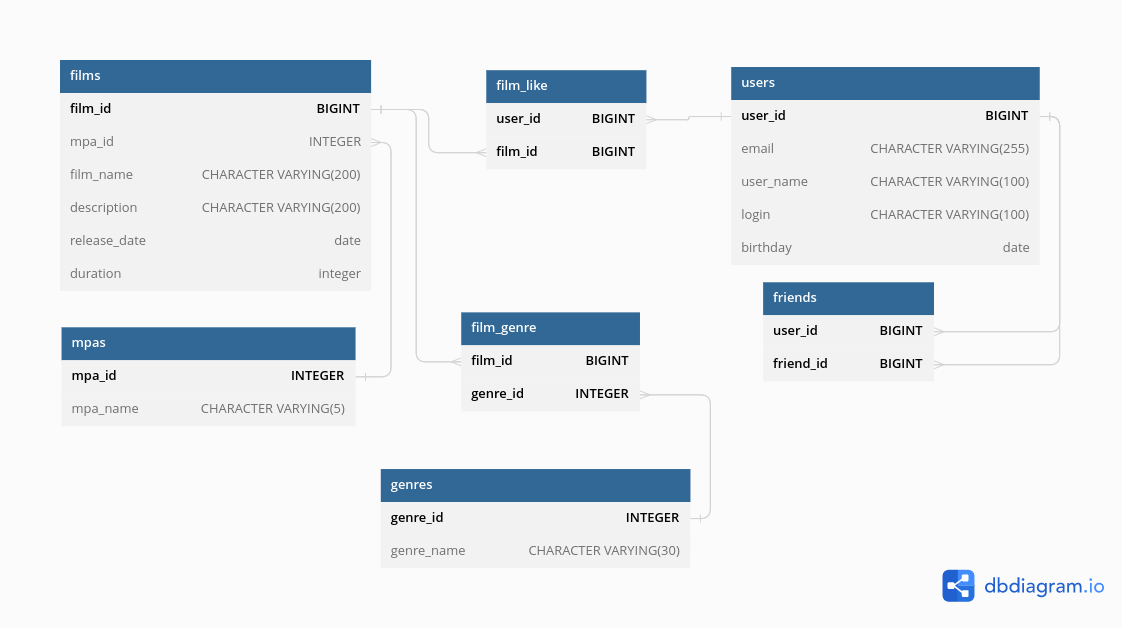 films
film_id BIGINT
mpa_id INTEGER
film_name CHARACTER VARYING(200)
description CHARACTER VARYING(200)
release_date date
duration integer
film_like
user_id BIGINT
film_id BIGINT
users
user_id BIGINT
email CHARACTER VARYING(255)
user_name CHARACTER VARYING(100)
login CHARACTER VARYING(100)
birthday date
friends
user_id BIGINT
friend_id BIGINT
mpas
mpa_id INTEGER
mpa_name CHARACTER VARYING(5)
film_genre
film_id BIGINT
genre_id INTEGER
genres
genre_id INTEGER
genre_name CHARACTER VARYING(30)
dbdiagram.io